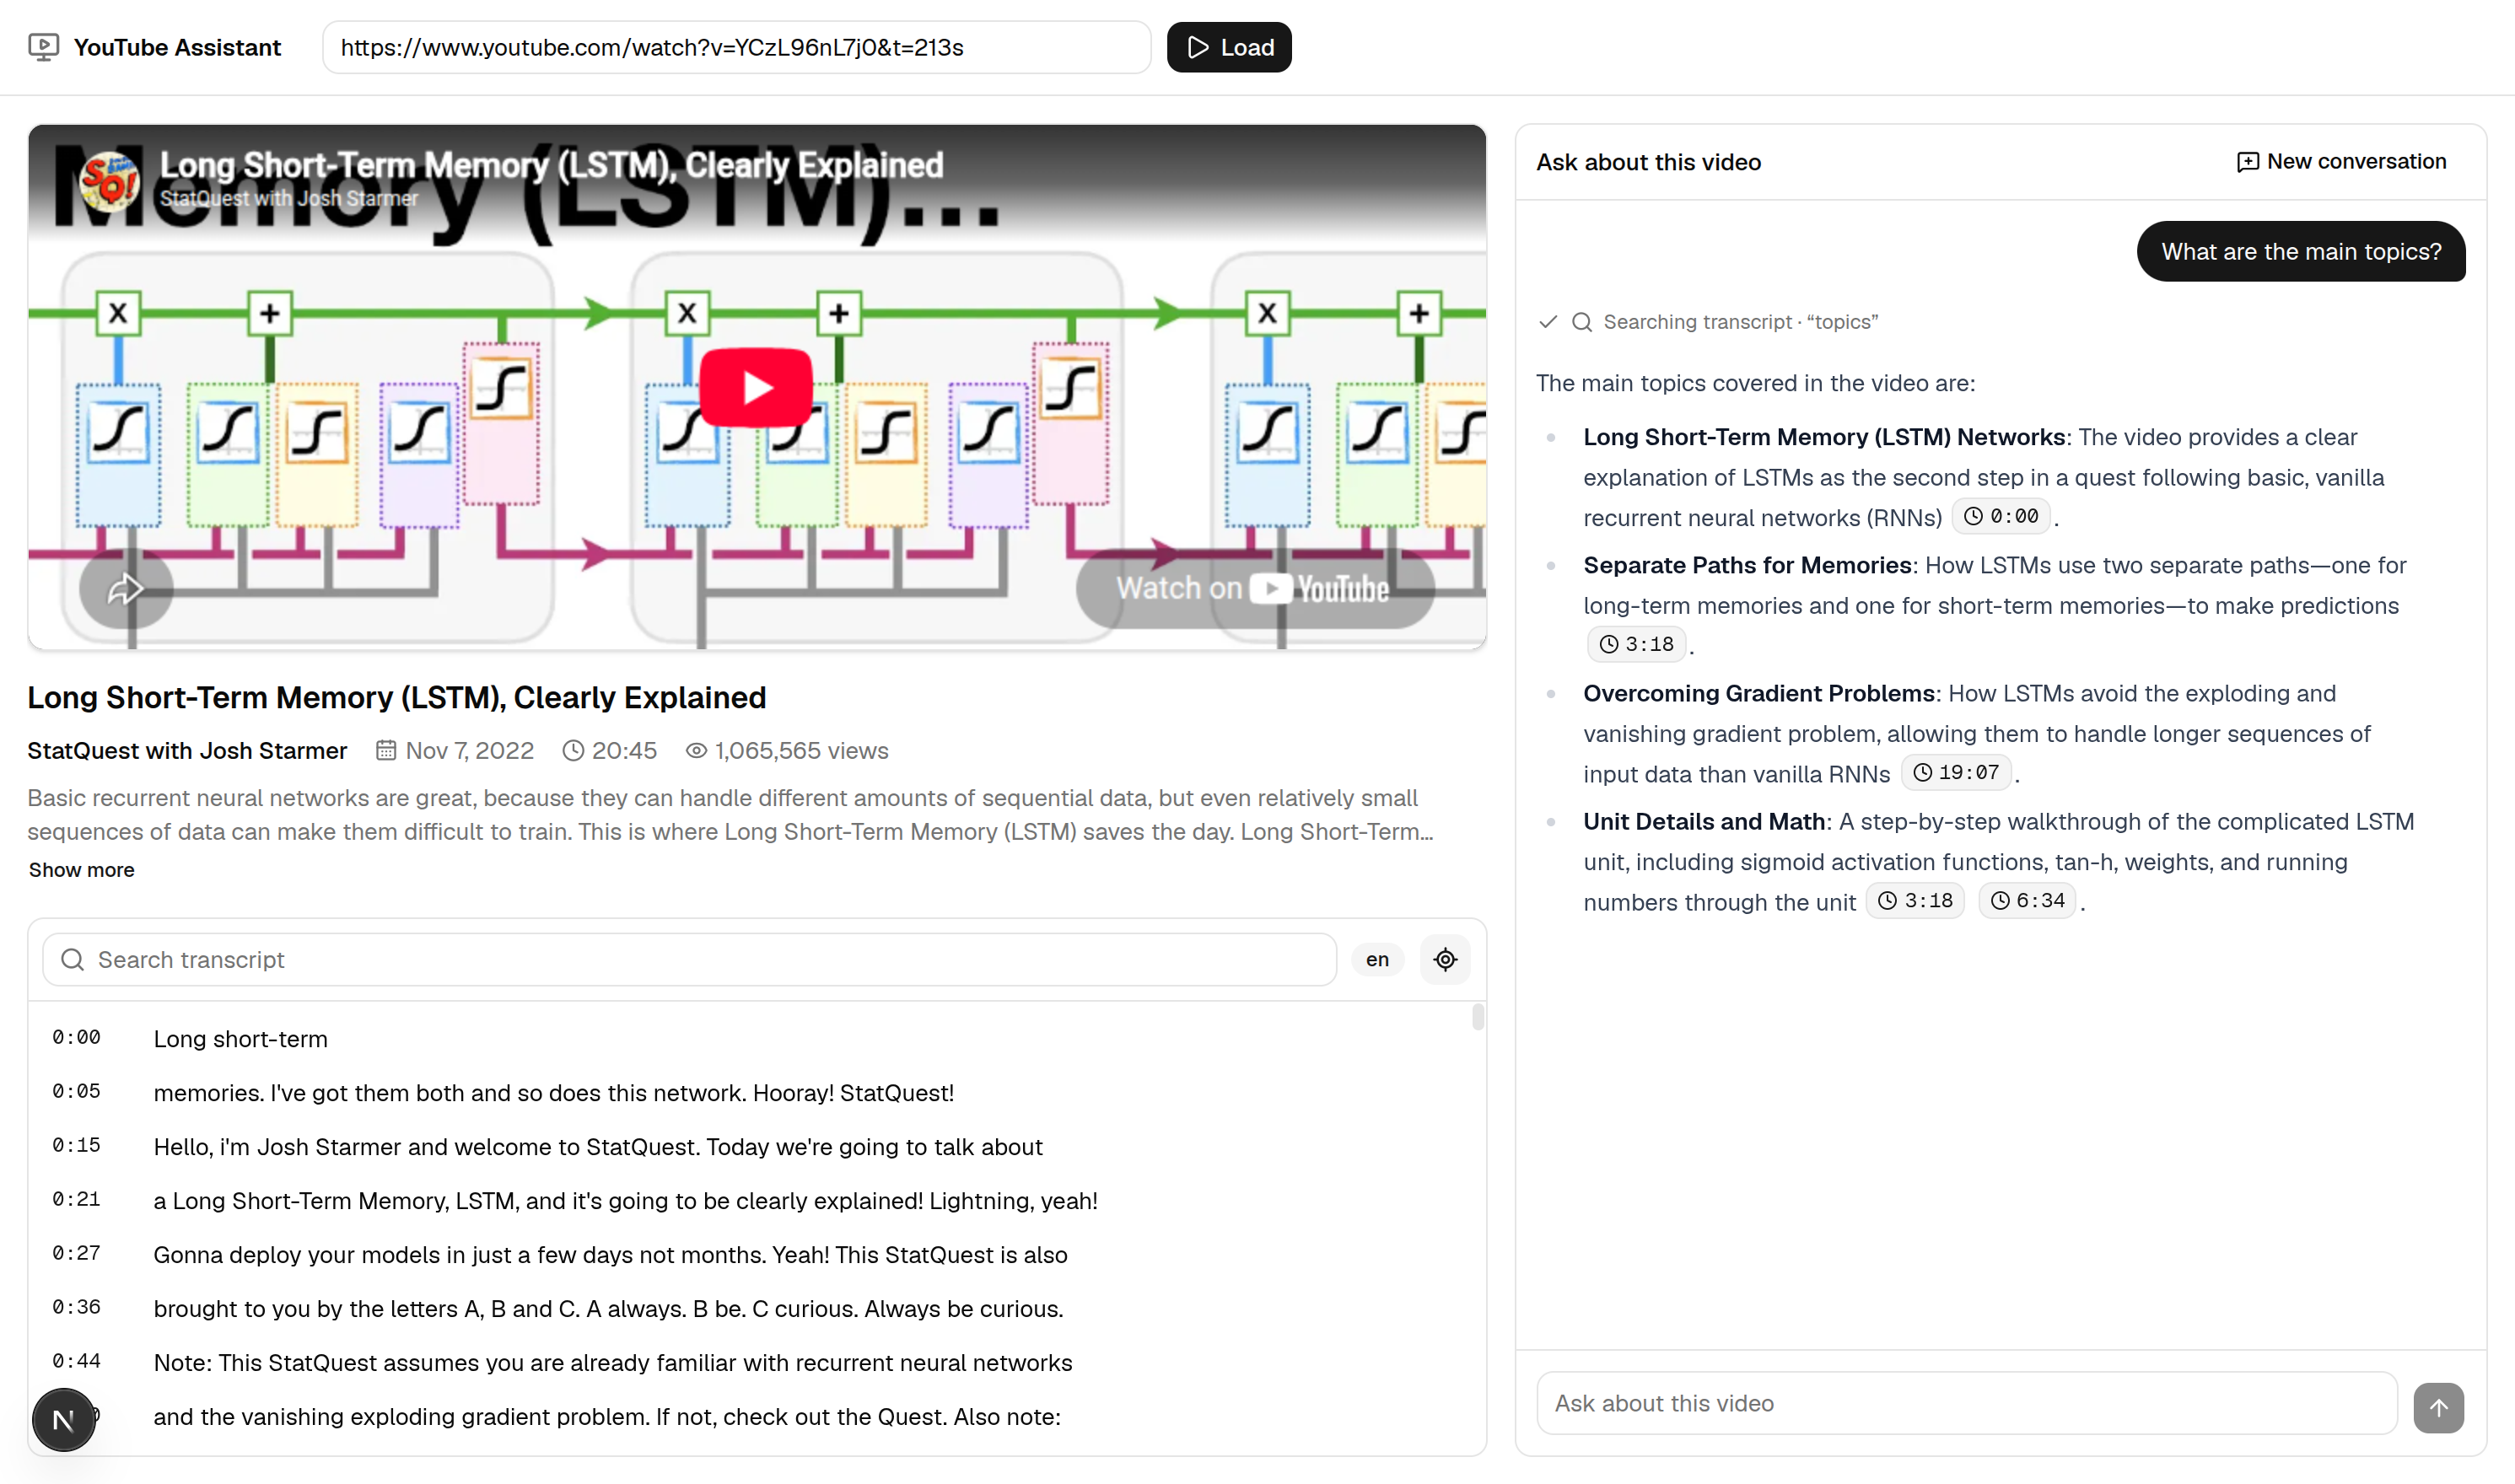 YouTube Assistant
https://www.youtube.com/watch?v=YCzL96nL7j0&t=213s
Load
Memory (LSTM)...
Long Short-Term Memory (LSTM), Clearly Explained
StatQuest with Josh Starmer
SQ!
X + X + X +
Watch on YouTube
Long Short-Term Memory (LSTM), Clearly Explained
StatQuest with Josh Starmer Nov 7, 2022 20:45 1,065,565 views
Basic recurrent neural networks are great, because they can handle different amounts of sequential data, but even relatively small
sequences of data can make them difficult to train. This is where Long Short-Term Memory (LSTM) saves the day. Long Short-Term...
Show more
Search transcript
en
0:00 Long short-term
0:05 memories. I've got them both and so does this network. Hooray! StatQuest!
0:15 Hello, i'm Josh Starmer and welcome to StatQuest. Today we're going to talk about
0:21 a Long Short-Term Memory, LSTM, and it's going to be clearly explained! Lightning, yeah!
0:27 Gonna deploy your models in just a few days not months. Yeah! This StatQuest is also
0:36 brought to you by the letters A, B and C. A always. B be. C curious. Always be curious.
0:44 Note: This StatQuest assumes you are already familiar with recurrent neural networks
and the vanishing exploding gradient problem. If not, check out the Quest. Also note:
N
Ask about this video
New conversation
What are the main topics?
Searching transcript · “topics”
The main topics covered in the video are:
Long Short-Term Memory (LSTM) Networks: The video provides a clear
explanation of LSTMs as the second step in a quest following basic, vanilla
recurrent neural networks (RNNs) 0:00 .
Separate Paths for Memories: How LSTMs use two separate paths—one for
long-term memories and one for short-term memories—to make predictions
3:18 .
Overcoming Gradient Problems: How LSTMs avoid the exploding and
vanishing gradient problem, allowing them to handle longer sequences of
input data than vanilla RNNs 19:07 .
Unit Details and Math: A step-by-step walkthrough of the complicated LSTM
unit, including sigmoid activation functions, tan-h, weights, and running
numbers through the unit 3:18 6:34 .
Ask about this video